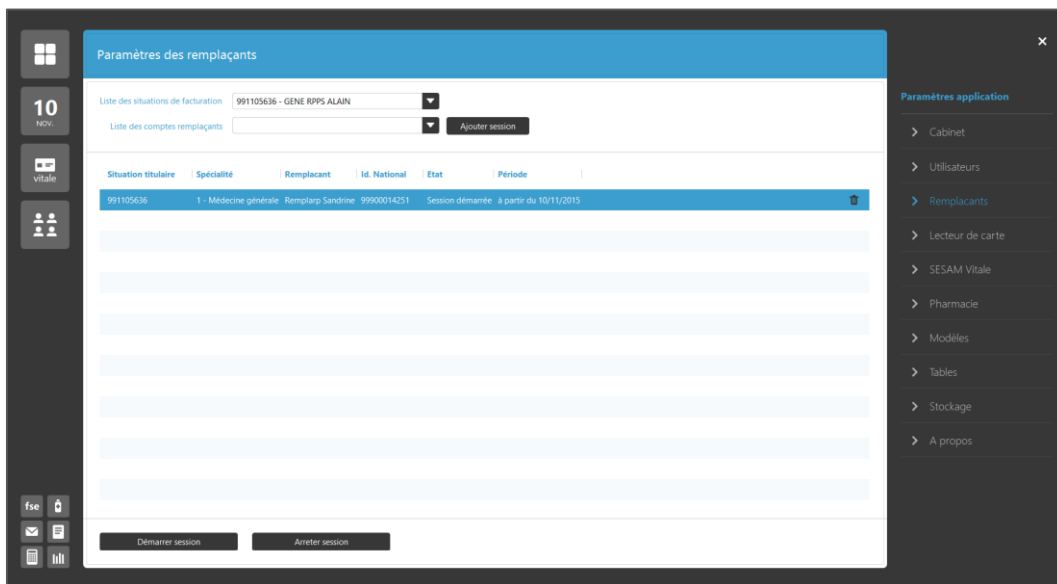 Paramètres des remplaçants
10
NOV.
vitale
Liste des situations de facturation 991105636 - GENE RPPS ALAIN
Liste des comptes remplaçants Ajouter session
Situation titulaire Spécialité Remplacant Id. National Etat Période
991105636 1 - Médecine générale Remplarp Sandrine 99900014251 Session démarrée à partir du 10/11/2015
Démarrer session Arreter session
fse
Paramètres application
Cabinet
Utilisateurs
Remplacants
Lecteur de carte
SESAM Vitale
Pharmacie
Modèles
Tables
Stockage
A propos